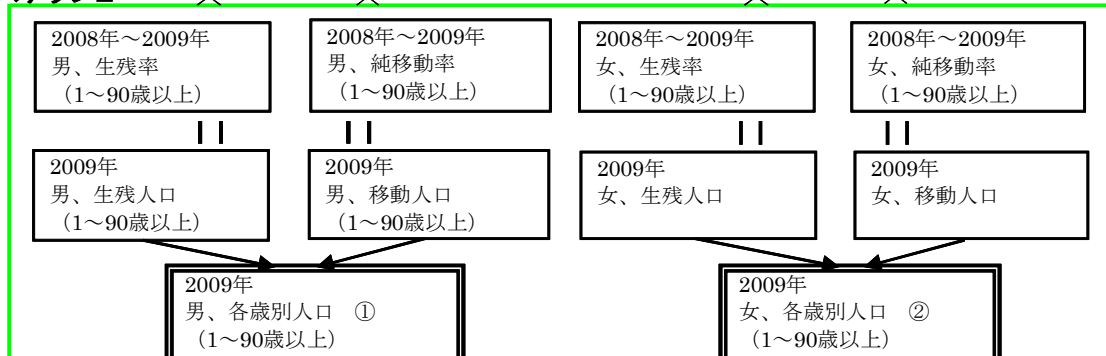 2008年～2009年
男、生残率
（1～90歳以上）
2008年～2009年
男、純移動率
（1～90歳以上）
2008年～2009年
女、生残率
（1～90歳以上）
2008年～2009年
女、純移動率
（1～90歳以上）
2009年
男、生残人口
（1～90歳以上）
2009年
男、移動人口
（1～90歳以上）
2009年
女、生残人口
2009年
女、移動人口
2009年
男、各歳別人口　①
（1～90歳以上）
2009年
女、各歳別人口　②
（1～90歳以上）